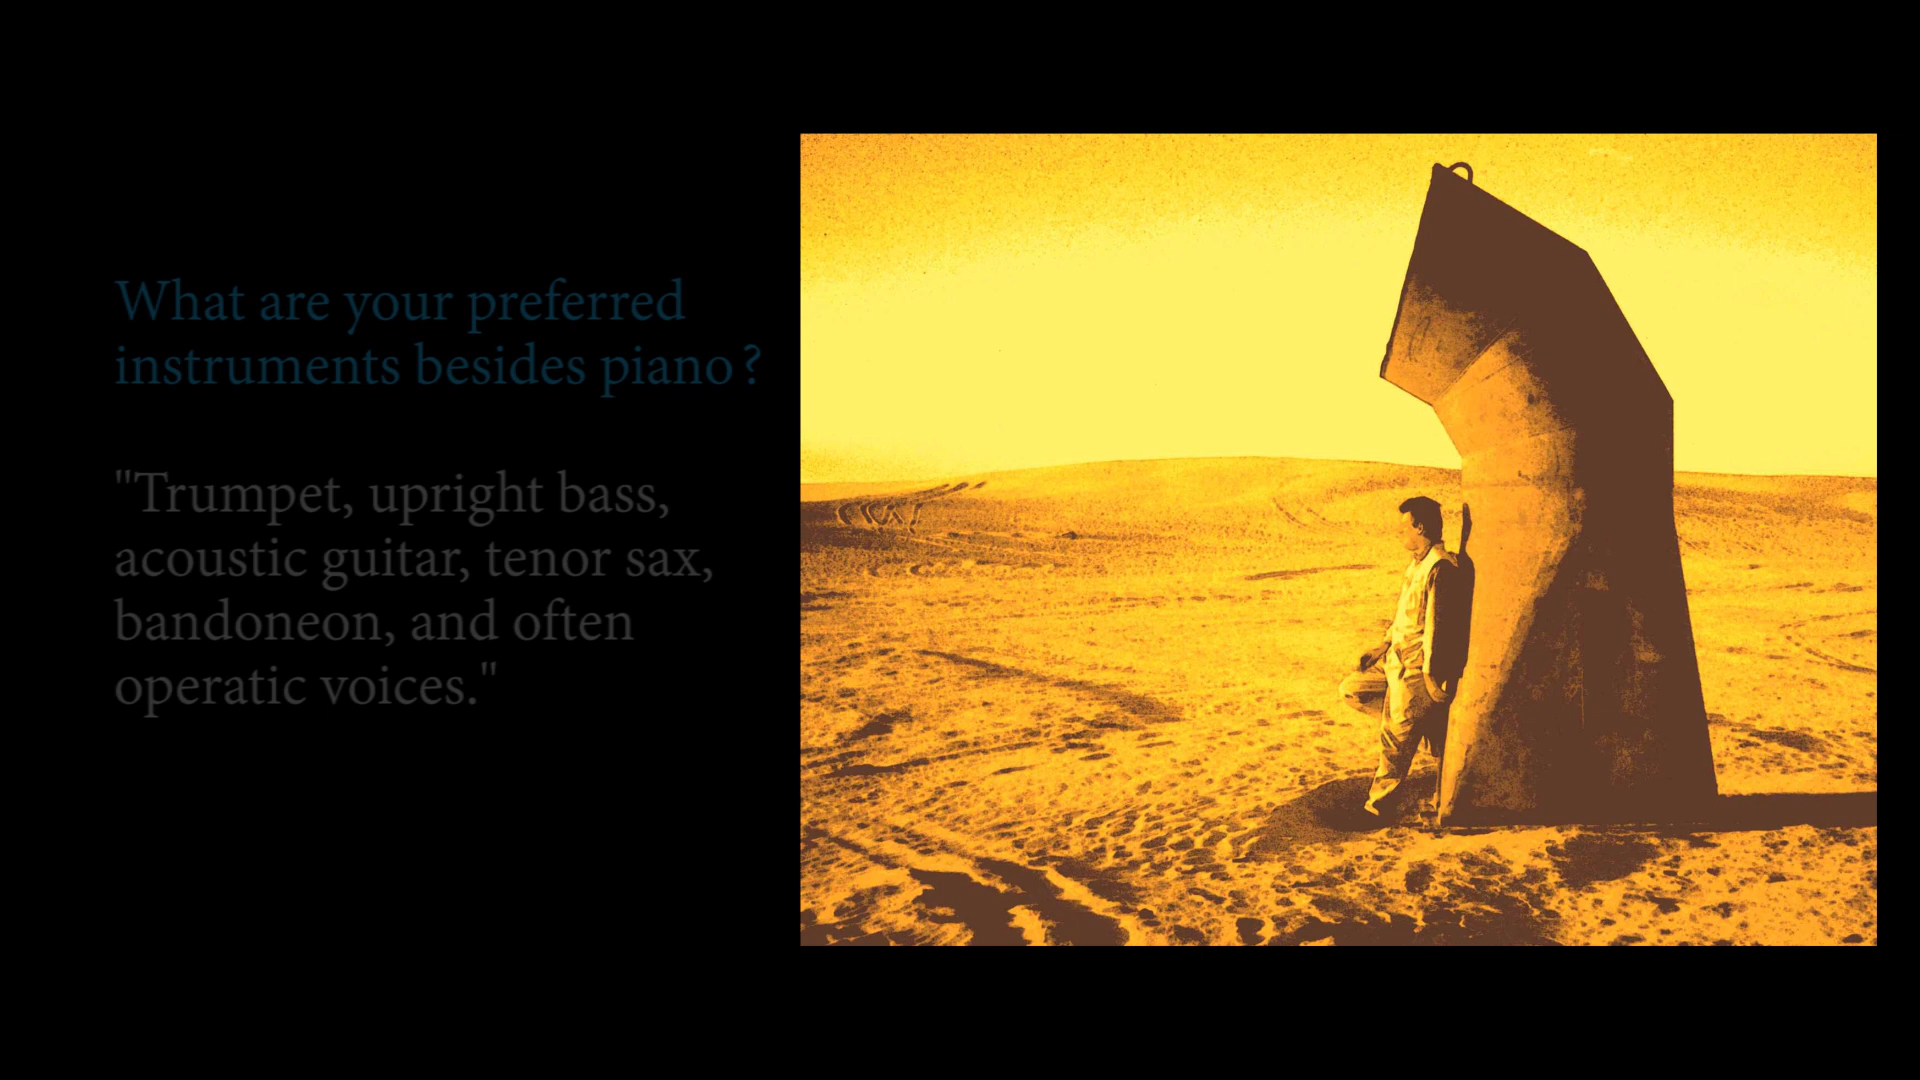 What are your preferred
instruments besides piano ?
"Trumpet, upright bass,
acoustic guitar, tenor sax,
bandoneon, and often
operatic voices."